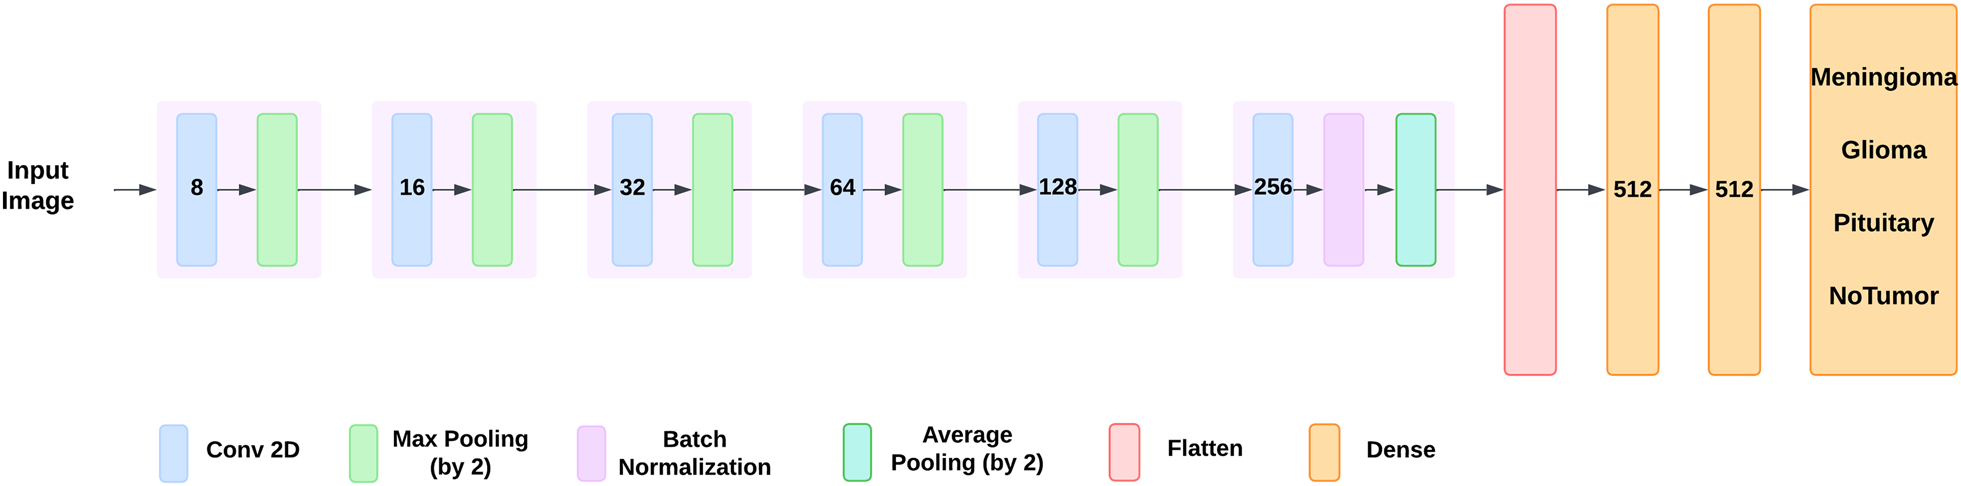 Input
Image
8
16
32
64
128
256
512
512
Meningioma
Glioma
Pituitary
NoTumor
Conv 2D
Max Pooling
(by 2)
Batch
Normalization
Average
Pooling (by 2)
Flatten
Dense